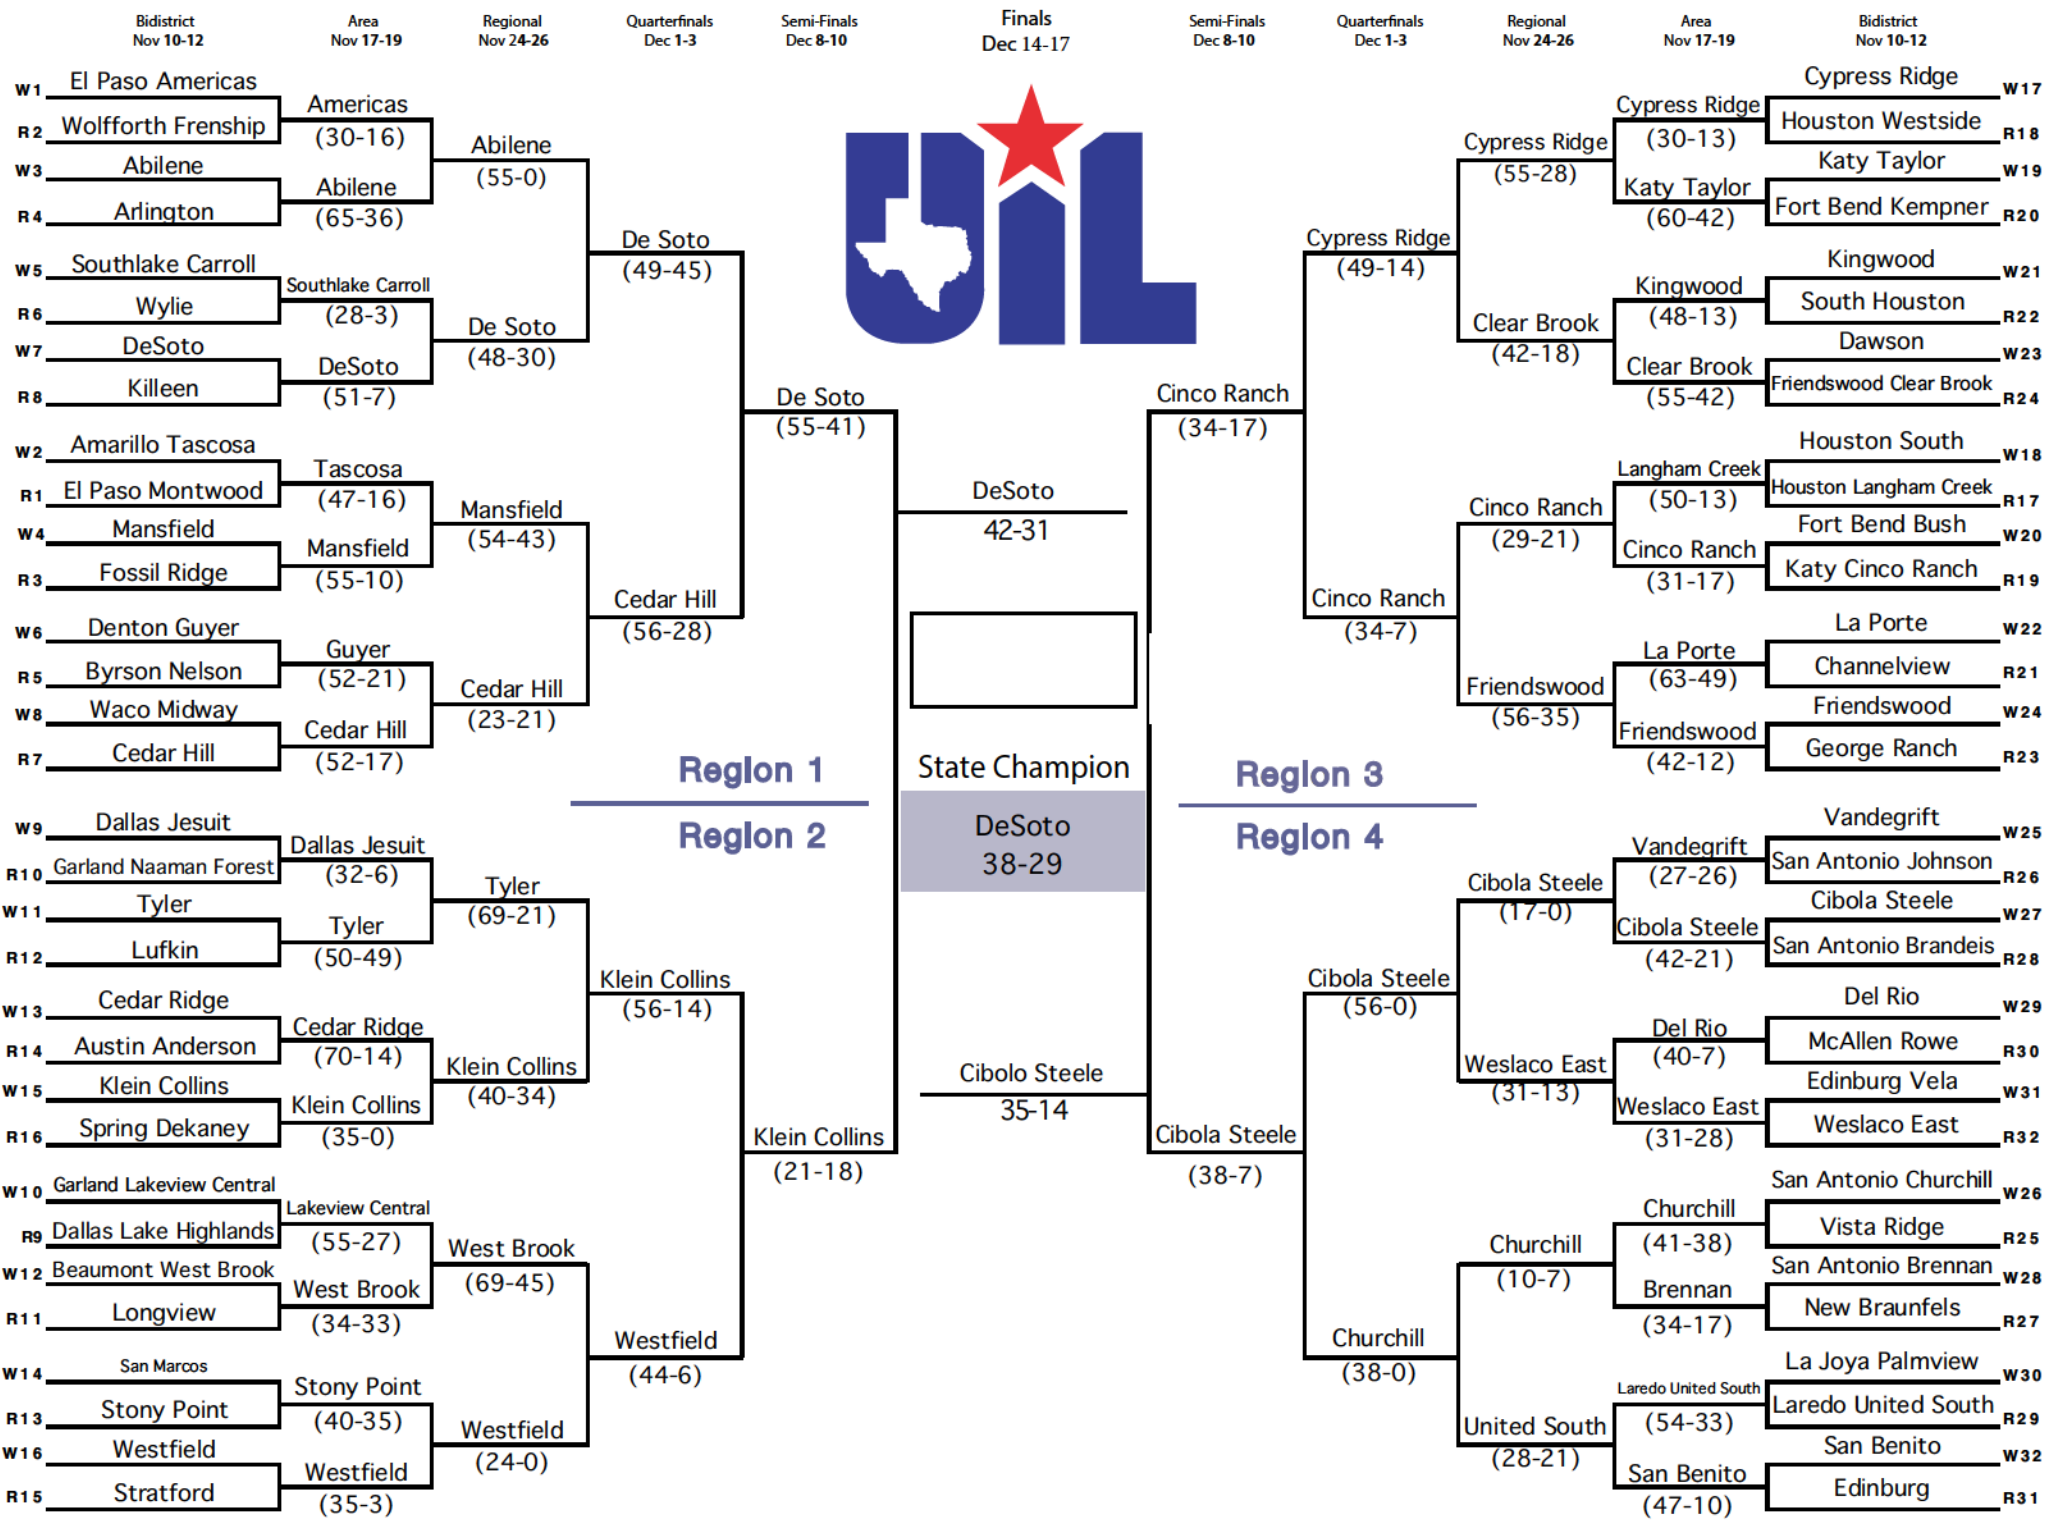 Bidistrict
Nov 10-12
Area
Nov 17-19
Regional
Nov 24-26
Quarterfinals
Dec 1-3
Semi-Finals
Dec 8-10
Finals
Dec 14-17
Semi-Finals
Dec 8-10
Quarterfinals
Dec 1-3
Regional
Nov 24-26
Area
Nov 17-19
Bidistrict
Nov 10-12
W1 El Paso Americas
R2 Wolfforth Frenship
W3 Abilene
R4 Arlington
W5 Southlake Carroll
R6 Wylie
W7 DeSoto
R8 Killeen
W2 Amarillo Tascosa
R1 El Paso Montwood
W4 Mansfield
R3 Fossil Ridge
W6 Denton Guyer
R5 Byrson Nelson
W8 Waco Midway
R7 Cedar Hill
W9 Dallas Jesuit
R10 Garland Naaman Forest
W11 Tyler
R12 Lufkin
W13 Cedar Ridge
R14 Austin Anderson
W15 Klein Collins
R16 Spring Dekaney
W10 Garland Lakeview Central
R9 Dallas Lake Highlands
W12 Beaumont West Brook
R11 Longview
W14 San Marcos
R13 Stony Point
W16 Westfield
R15 Stratford
Americas
(30-16)
Abilene
(65-36)
Southlake Carroll
(28-3)
DeSoto
(51-7)
Tascosa
(47-16)
Mansfield
(55-10)
Guyer
(52-21)
Cedar Hill
(52-17)
Dallas Jesuit
(32-6)
Tyler
(50-49)
Cedar Ridge
(70-14)
Klein Collins
(35-0)
Lakeview Central
(55-27)
West Brook
(34-33)
Stony Point
(40-35)
Westfield
(35-3)
Abilene
(55-0)
De Soto
(48-30)
Mansfield
(54-43)
Cedar Hill
(23-21)
Tyler
(69-21)
Klein Collins
(40-34)
West Brook
(69-45)
Westfield
(24-0)
De Soto
(49-45)
Cedar Hill
(56-28)
Klein Collins
(56-14)
Westfield
(44-6)
De Soto
(55-41)
Klein Collins
(21-18)
Region 1
Region 2
UIL
DeSoto
42-31
State Champion
DeSoto
38-29
Cibolo Steele
35-14
Region 3
Region 4
Cinco Ranch
(34-17)
Cibola Steele
(38-7)
Cypress Ridge
(49-14)
Cinco Ranch
(34-7)
Cibola Steele
(56-0)
Churchill
(38-0)
Cypress Ridge
(55-28)
Clear Brook
(42-18)
Cinco Ranch
(29-21)
Friendswood
(56-35)
Cibola Steele
(17-0)
Weslaco East
(31-13)
Churchill
(10-7)
United South
(28-21)
Cypress Ridge
(30-13)
Katy Taylor
(60-42)
Kingwood
(48-13)
Clear Brook
(55-42)
Langham Creek
(50-13)
Cinco Ranch
(31-17)
La Porte
(63-49)
Friendswood
(42-12)
Vandegrift
(27-26)
Cibola Steele
(42-21)
Del Rio
(40-7)
Weslaco East
(31-28)
Churchill
(41-38)
Brennan
(34-17)
Laredo United South
(54-33)
San Benito
(47-10)
Cypress Ridge W17
Houston Westside R18
Katy Taylor W19
Fort Bend Kempner R20
Kingwood W21
South Houston R22
Dawson W23
Friendswood Clear Brook R24
Houston South W18
Houston Langham Creek R17
Fort Bend Bush W20
Katy Cinco Ranch R19
La Porte W22
Channelview R21
Friendswood W24
George Ranch R23
Vandegrift W25
San Antonio Johnson R26
Cibola Steele W27
San Antonio Brandeis R28
Del Rio W29
McAllen Rowe R30
Edinburg Vela W31
Weslaco East R32
San Antonio Churchill W26
Vista Ridge R25
San Antonio Brennan W28
New Braunfels R27
La Joya Palmview W30
Laredo United South R29
San Benito W32
Edinburg R31